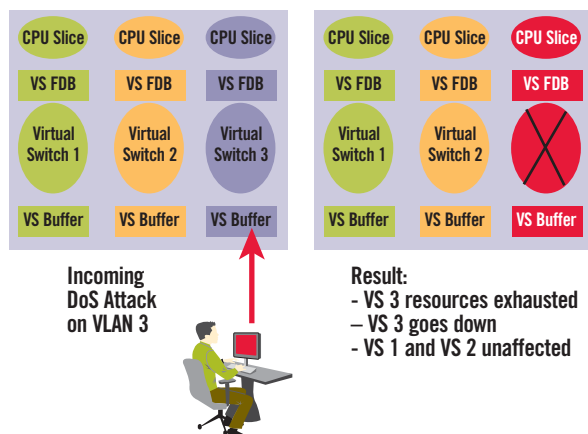 CPU Slice CPU Slice CPU Slice
VS FDB VS FDB VS FDB
Virtual Switch 1
Virtual Switch 2
Virtual Switch 3
VS Buffer VS Buffer VS Buffer
Incoming
DoS Attack
on VLAN 3
CPU Slice CPU Slice CPU Slice
VS FDB VS FDB VS FDB
Virtual Switch 1
Virtual Switch 2
VS Buffer VS Buffer VS Buffer
Result:
- VS 3 resources exhausted
– VS 3 goes down
- VS 1 and VS 2 unaffected